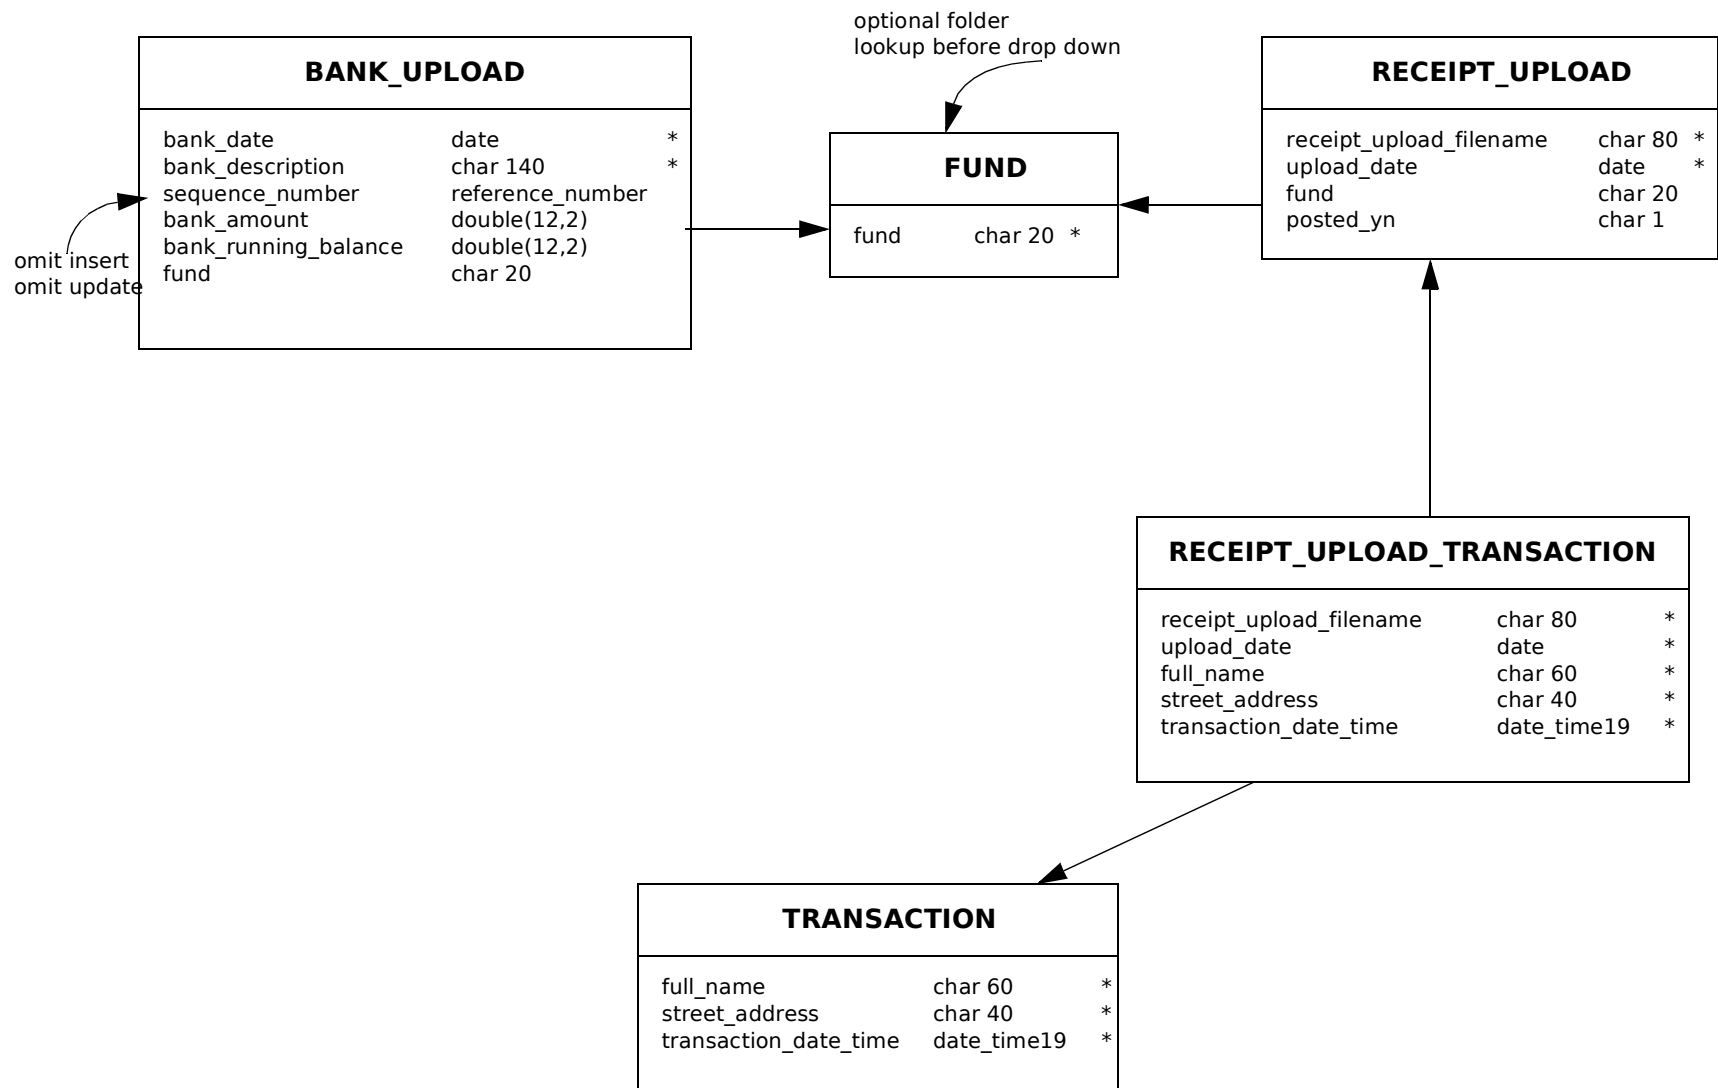 optional folder
lookup before drop down
BANK_UPLOAD
bank_date date *
bank_description char 140 *
sequence_number reference_number
bank_amount double(12,2)
bank_running_balance double(12,2)
fund char 20
omit insert
omit update
FUND
fund char 20 *
RECEIPT_UPLOAD
receipt_upload_filename char 80 *
upload_date date *
fund char 20
posted_yn char 1
RECEIPT_UPLOAD_TRANSACTION
receipt_upload_filename char 80 *
upload_date date *
full_name char 60 *
street_address char 40 *
transaction_date_time date_time19 *
TRANSACTION
full_name char 60 *
street_address char 40 *
transaction_date_time date_time19 *